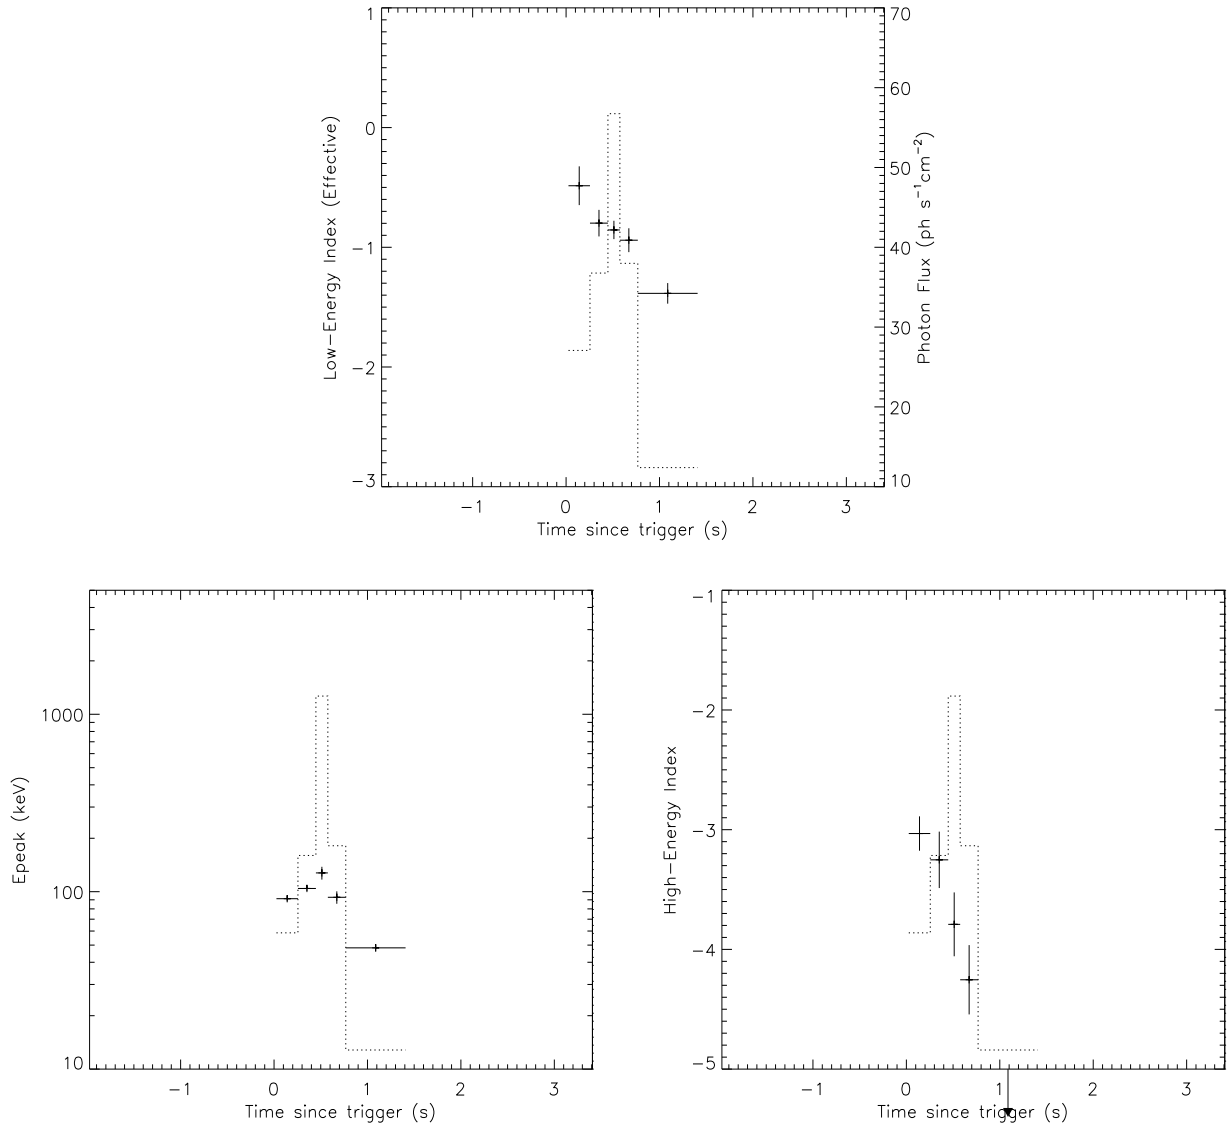 1
0
−1
−2
−3
Low−Energy Index (Effective)
70
60
50
40
30
20
10
Photon Flux (ph s⁻¹cm⁻²)
−1 0 1 2 3
Time since trigger (s)
1000
100
10
Epeak (keV)
−1 0 1 2 3
Time since trigger (s)
−1
−2
−3
−4
−5
High−Energy Index
−1 0 1 2 3
Time since trigger (s)